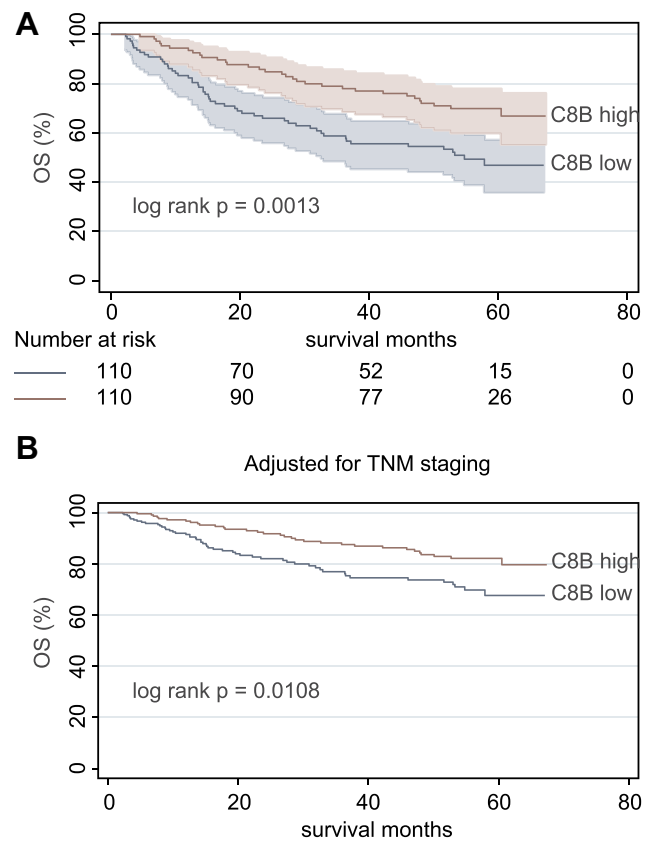 A
100
80
60
40
20
0
OS (%)
C8B high
C8B low
log rank p = 0.0013
0 20 40 60 80
Number at risk survival months
110 70 52 15 0
110 90 77 26 0
B
Adjusted for TNM staging
100
80
60
40
20
0
OS (%)
C8B high
C8B low
log rank p = 0.0108
0 20 40 60 80
survival months